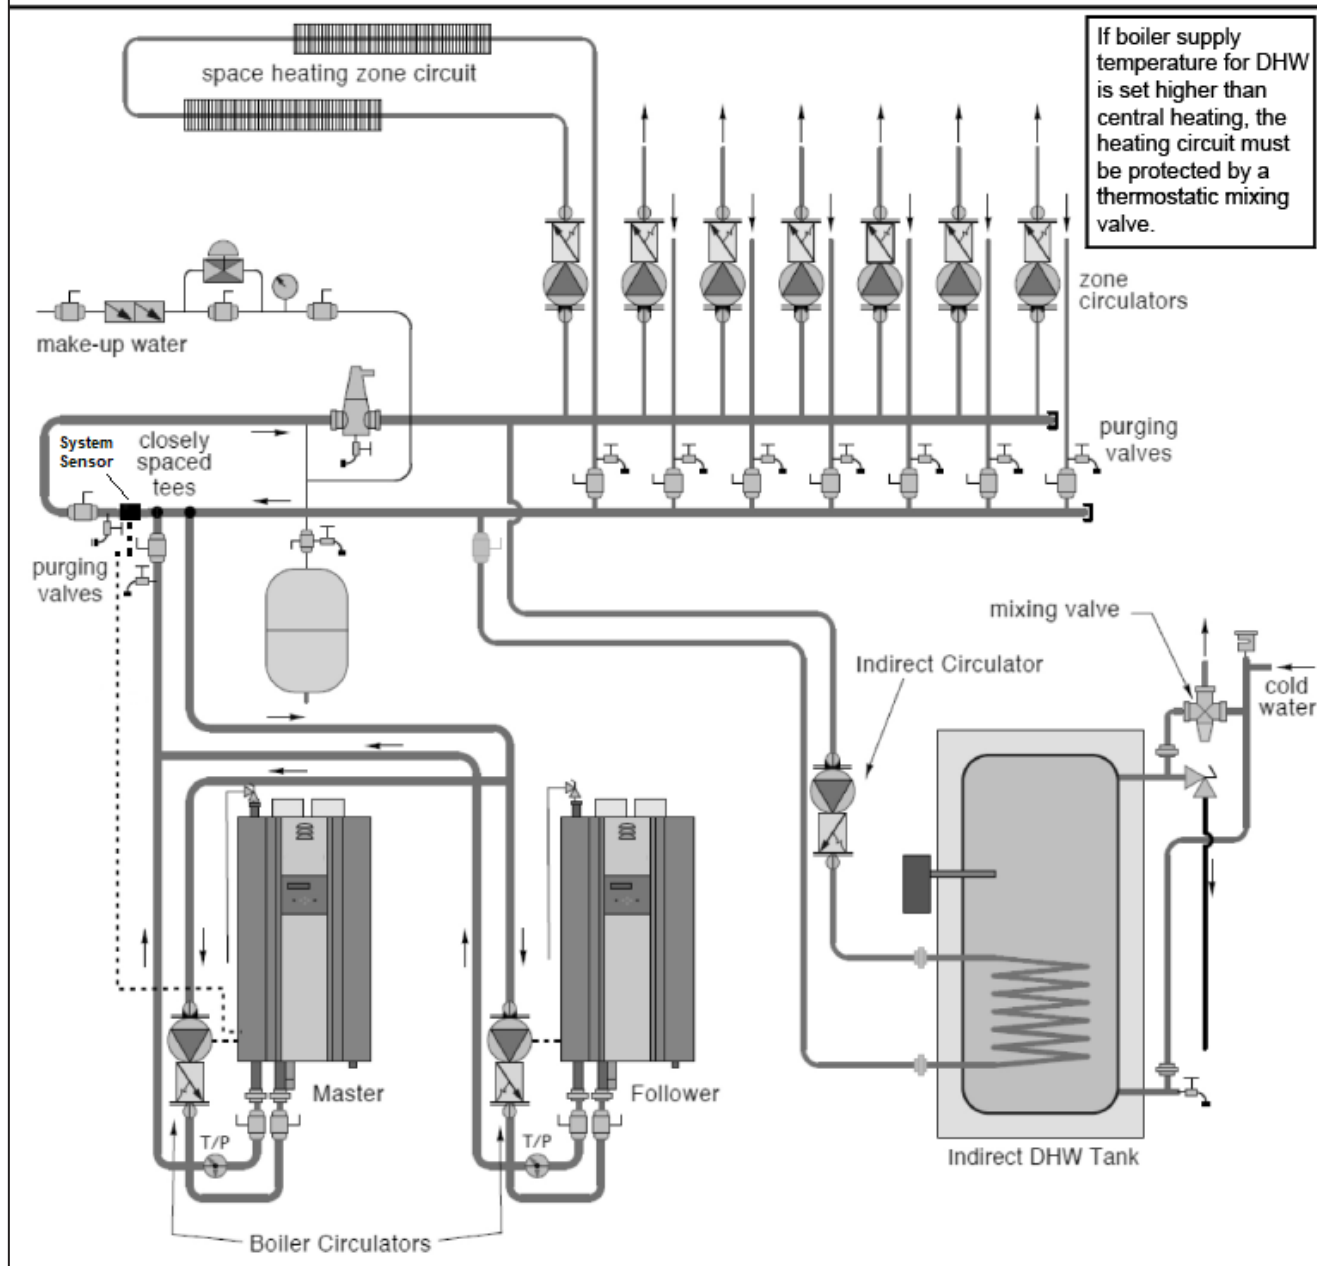 If boiler supply
temperature for DHW
is set higher than
central heating, the
heating circuit must
be protected by a
thermostatic mixing
valve.
space heating zone circuit
zone
circulators
make-up water
System
Sensor
closely
spaced
tees
purging
valves
purging
valves
mixing valve
Indirect Circulator
cold
water
Master
Follower
T/P
T/P
Indirect DHW Tank
Boiler Circulators